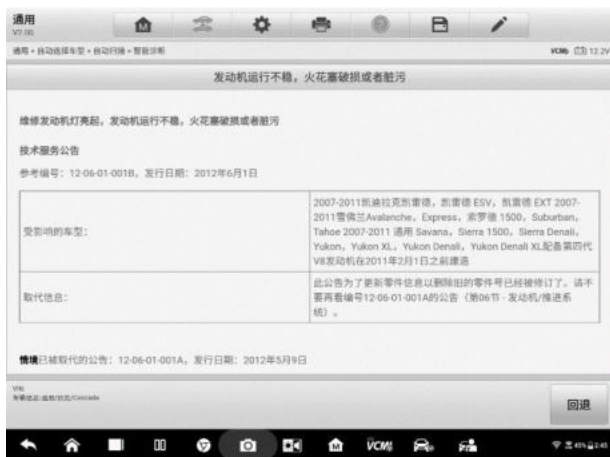 通用
V7.00
通用 > 自动选择车型 > 自动扫描 > 智能诊断
VCMI 12.2V
发动机运行不稳，火花塞破损或者脏污
维修发动机灯亮起，发动机运行不稳，火花塞破损或者脏污
技术服务公告
参考编号：12-06-01-001B，发行日期：2012年6月1日
受影响的车型：
2007-2011凯迪拉克凯雷德，凯雷德 ESV，凯雷德 EXT 2007-
2011雪佛兰Avalanche，Express，索罗德 1500，Suburban，
Tahoe 2007-2011 通用 Savana，Sierra 1500，Sierra Denali，
Yukon，Yukon XL，Yukon Denali，Yukon Denali XL配备第四代
V8发动机在2011年2月1日之前建造
取代信息：
此公告为了更新零件信息以删除旧的零件号已经被修订了。请不
要再看编号12-06-01-001A的公告（第06节 - 发动机/推进系
统）。
情境已被取代的公告：12-06-01-001A，发行日期：2012年5月9日
回退
VCMI
45% 2:45